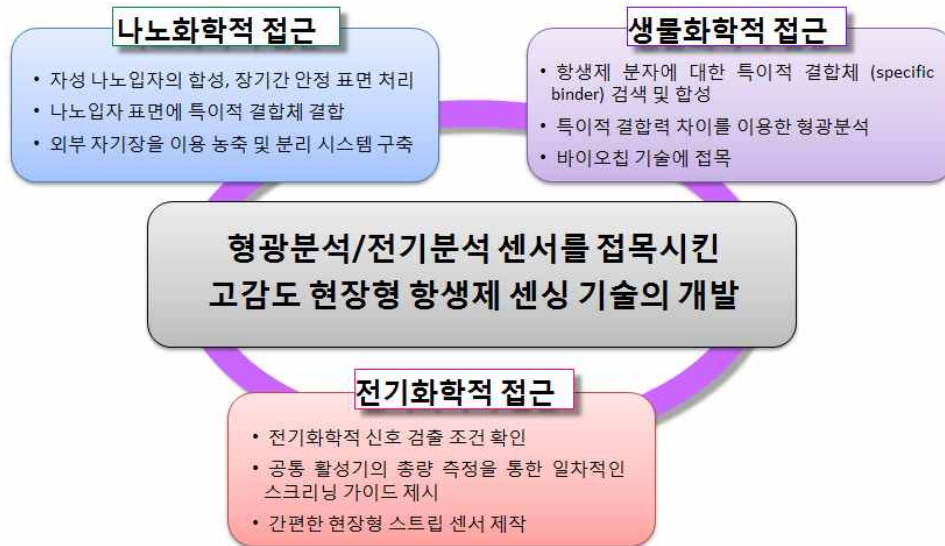 나노화학적 접근
• 자성 나노입자의 합성, 장기간 안정 표면 처리
• 나노입자 표면에 특이적 결합체 결합
• 외부 자기장을 이용 농축 및 분리 시스템 구축
생물화학적 접근
• 항생제 분자에 대한 특이적 결합체 (specific
binder) 검색 및 합성
• 특이적 결합력 차이를 이용한 형광분석
• 바이오칩 기술에 접목
형광분석/전기분석 센서를 접목시킨
고감도 현장형 항생제 센싱 기술의 개발
전기화학적 접근
• 전기화학적 신호 검출 조건 확인
• 공통 활성기의 총량 측정을 통한 일차적인
스크리닝 가이드 제시
• 간편한 현장형 스트립 센서 제작